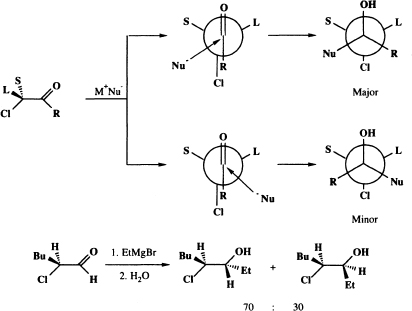 O
OH
S
L
S
L
Nu-
R
Nu
R
Cl
Cl
Major
S
L
O
Cl
R
M+Nu-
O
OH
S
L
S
L
R
-Nu
R
Nu
Cl
Cl
Minor
H
O
Bu
Cl
H
1. EtMgBr
2. H2O
H
Bu
OH
Cl
Et
H
+
H
Bu
OH
Cl
H
Et
70 : 30